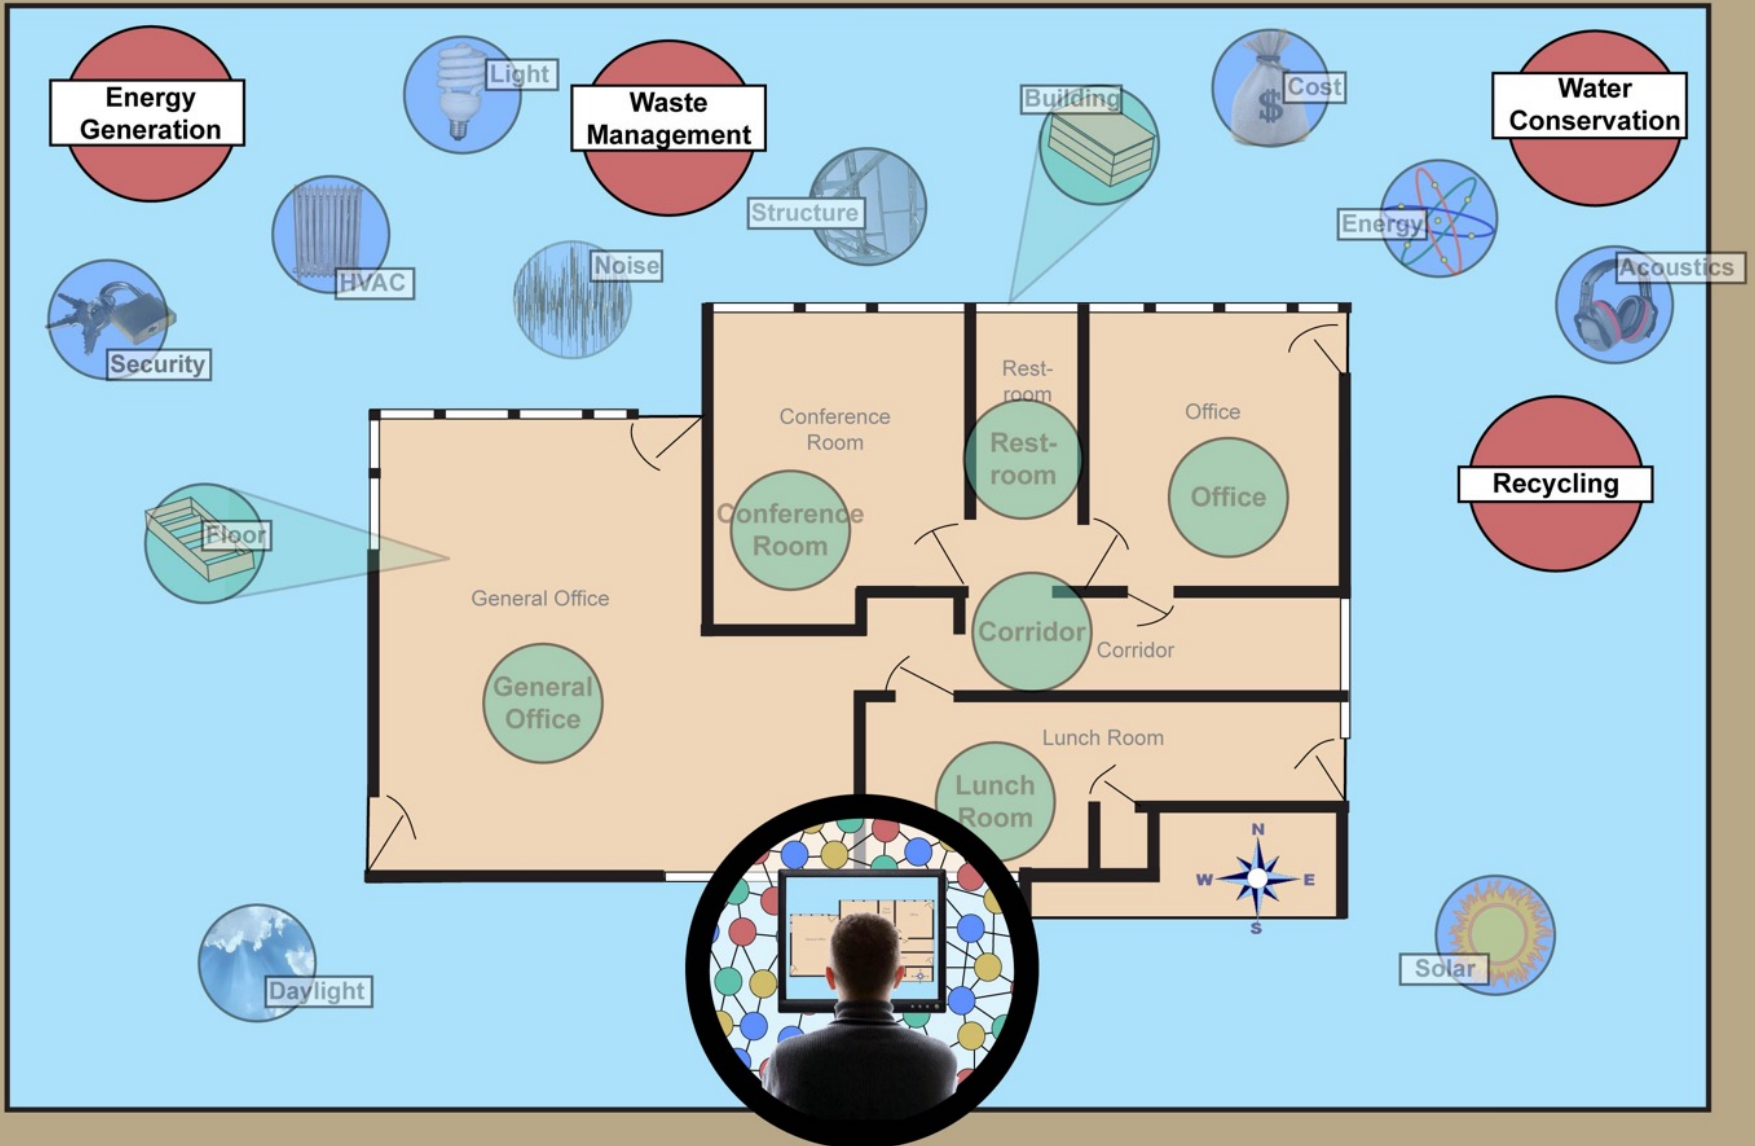 Energy
Generation
Light
Waste
Management
Building
Cost
Water
Conservation
Structure
Energy
HVAC
Noise
Acoustics
Security
Rest-
room
Conference
Room
Office
Rest-
room
Office
Recycling
Conference
Room
Floor
General Office
Corridor
Corridor
General
Office
Lunch Room
Lunch
Room
N
W
E
S
Daylight
Solar
$